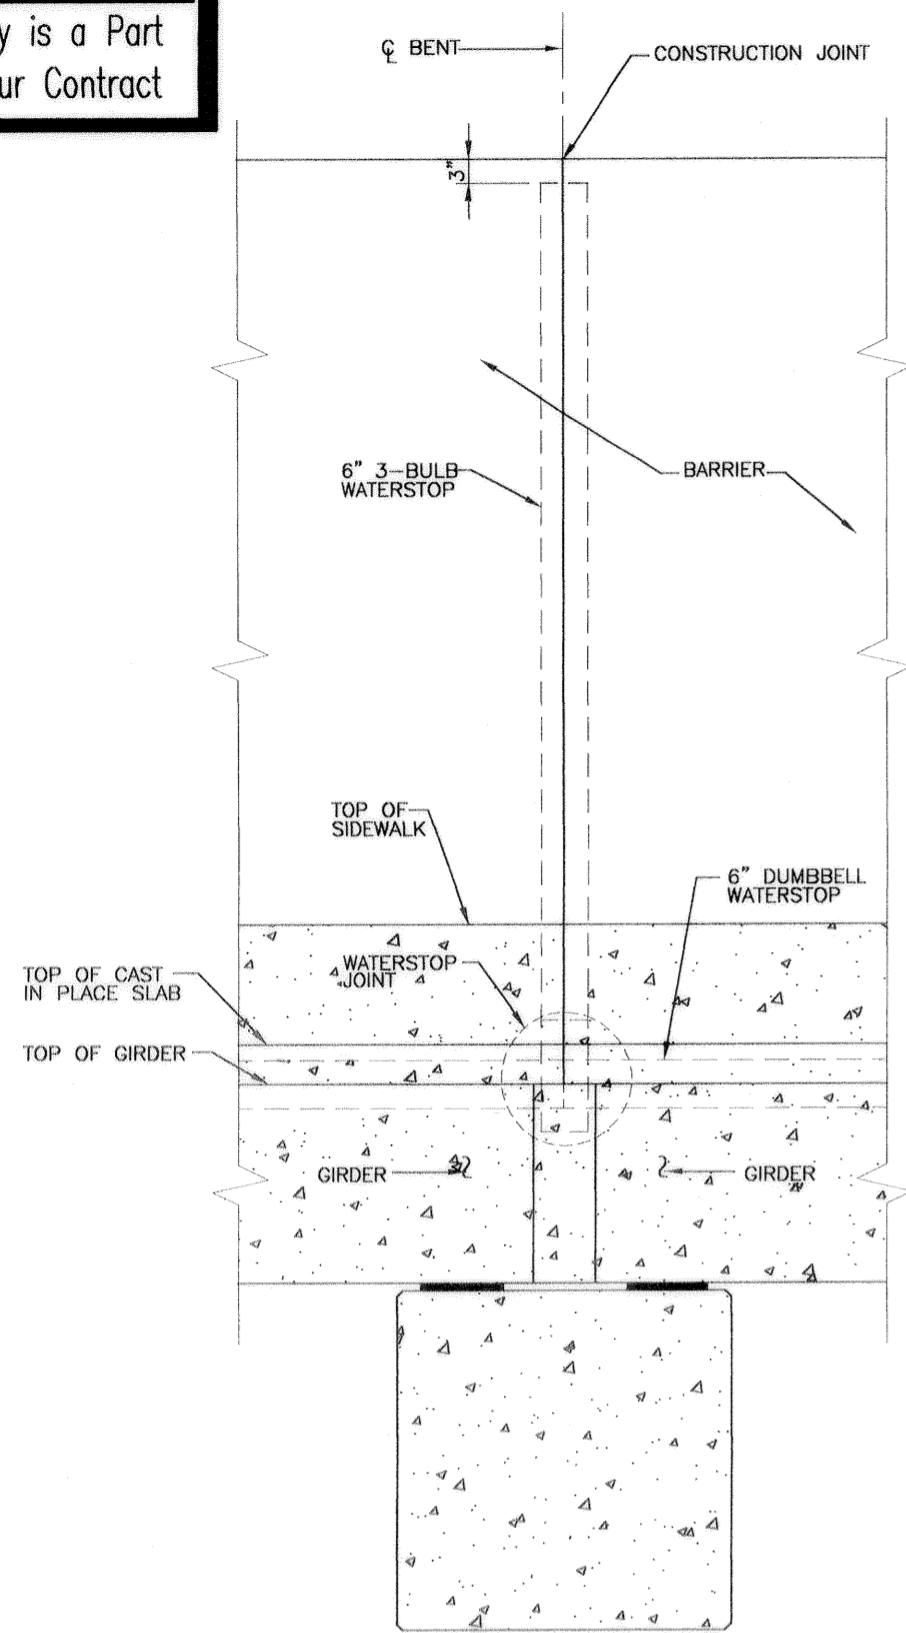 y is a Part
ur Contract
℄ BENT
CONSTRUCTION JOINT
3"
6" 3-BULB
WATERSTOP
BARRIER
TOP OF
SIDEWALK
6" DUMBBELL
WATERSTOP
WATERSTOP
JOINT
TOP OF CAST
IN PLACE SLAB
TOP OF GIRDER
GIRDER
GIRDER